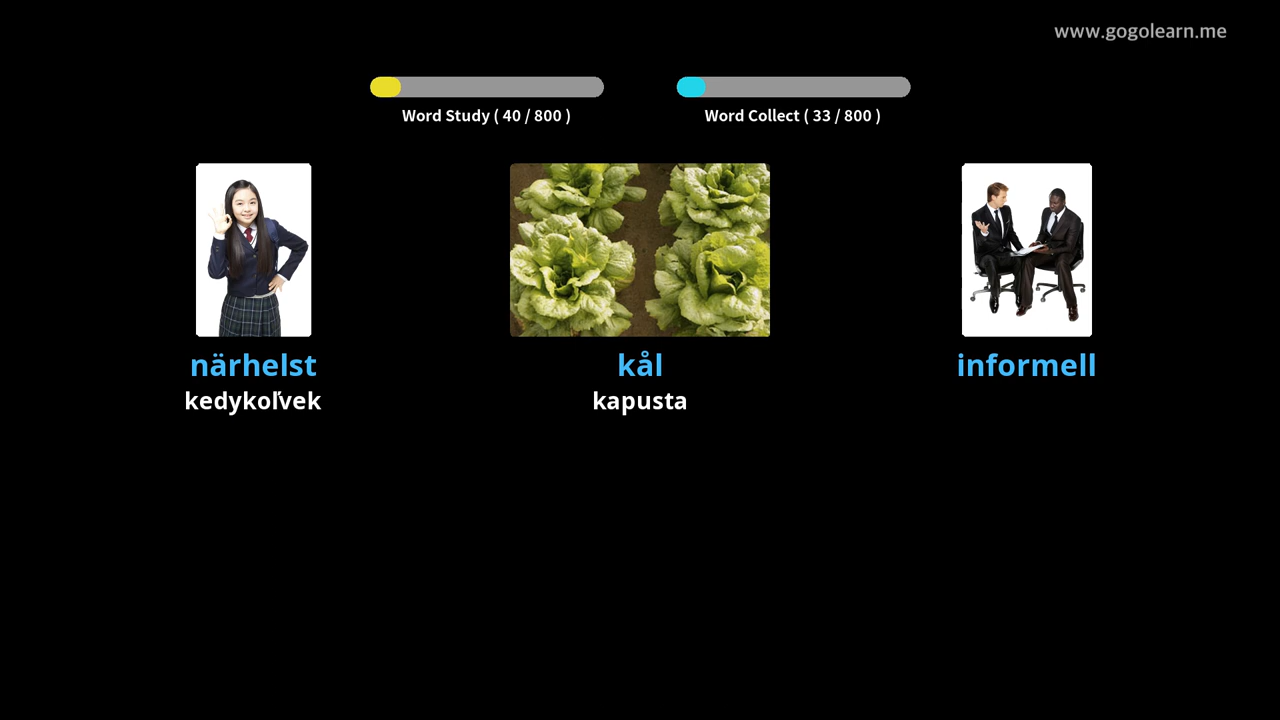 www.gogolearn.me
Word Study ( 40 / 800 )
Word Collect ( 33 / 800 )
närhelst
kål
informell
kedykoľvek
kapusta